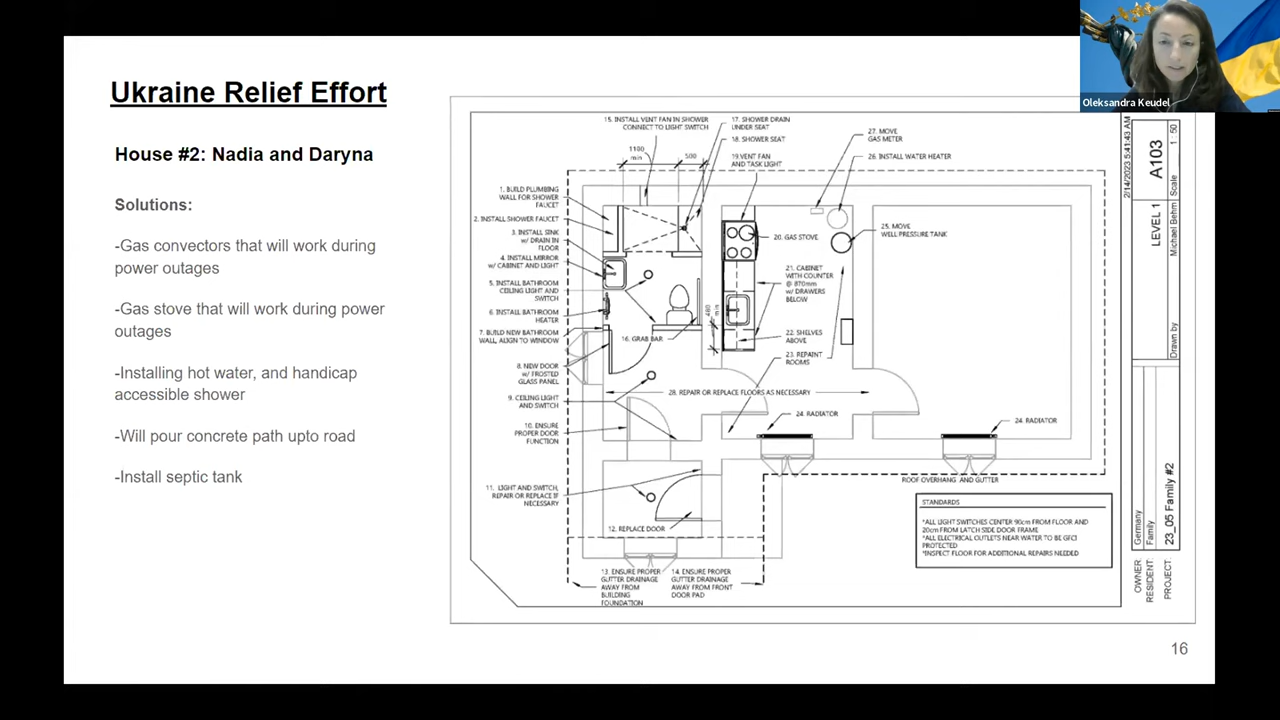 Oleksandra Keudel
Ukraine Relief Effort
House #2: Nadia and Daryna
Solutions:
-Gas convectors that will work during
power outages
-Gas stove that will work during power
outages
-Installing hot water, and handicap
accessible shower
-Will pour concrete path upto road
-Install septic tank
15. INSTALL VENT FAN IN SHOWER
CONNECT TO LIGHT SWITCH
17. SHOWER DRAIN
UNDER SEAT
18. SHOWER SEAT
19.VENT FAN
AND TASK LIGHT
27. MOVE
GAS METER
26. INSTALL WATER HEATER
1100
min
500
1. BUILD PLUMBING
WALL FOR SHOWER
FAUCET
2. INSTALL SHOWER FAUCET
3. INSTALL SINK
w/ DRAIN IN
FLOOR
4. INSTALL MIRROR
w/ CABINET AND LIGHT
5. INSTALL BATHROOM
CEILING LIGHT AND
SWITCH
6. INSTALL BATHROOM
HEATER
7. BUILD NEW BATHROOM
WALL, ALIGN TO WINDOW
8. NEW DOOR
w/ FROSTED
GLASS PANEL
9. CEILING LIGHT
AND SWITCH
10. ENSURE
PROPER DOOR
FUNCTION
11. LIGHT AND SWITCH,
REPAIR OR REPLACE IF
NECESSARY
12. REPLACE DOOR
13. ENSURE PROPER
GUTTER DRAINAGE
AWAY FROM
BUILDING
FOUNDATION
14. ENSURE PROPER
GUTTER DRAINAGE
AWAY FROM FRONT
DOOR PAD
16. GRAB BAR
460
min
20. GAS STOVE
25. MOVE
WELL PRESSURE TANK
21. CABINET
WITH COUNTER
@ 870mm
w/ DRAWERS
BELOW
22. SHELVES
ABOVE
23. REPAINT
ROOMS
28. REPAIR OR REPLACE FLOORS AS NECESSARY
24. RADIATOR
24. RADIATOR
ROOF OVERHANG AND GUTTER
STANDARDS
*ALL LIGHT SWITCHES CENTER 90cm FROM FLOOR AND
20cm FROM LATCH SIDE DOOR FRAME
*ALL ELECTRICAL OUTLETS NEAR WATER TO BE GFCI
PROTECTED
*INSPECT FLOOR FOR ADDITIONAL REPAIRS NEEDED
2/14/2023 5:41:43 AM
A103
Scale 1 : 50
LEVEL 1
Drawn by Michael Behm
OWNER: Germany
RESIDENT: Family
PROJECT: 23_05 Family #2
16